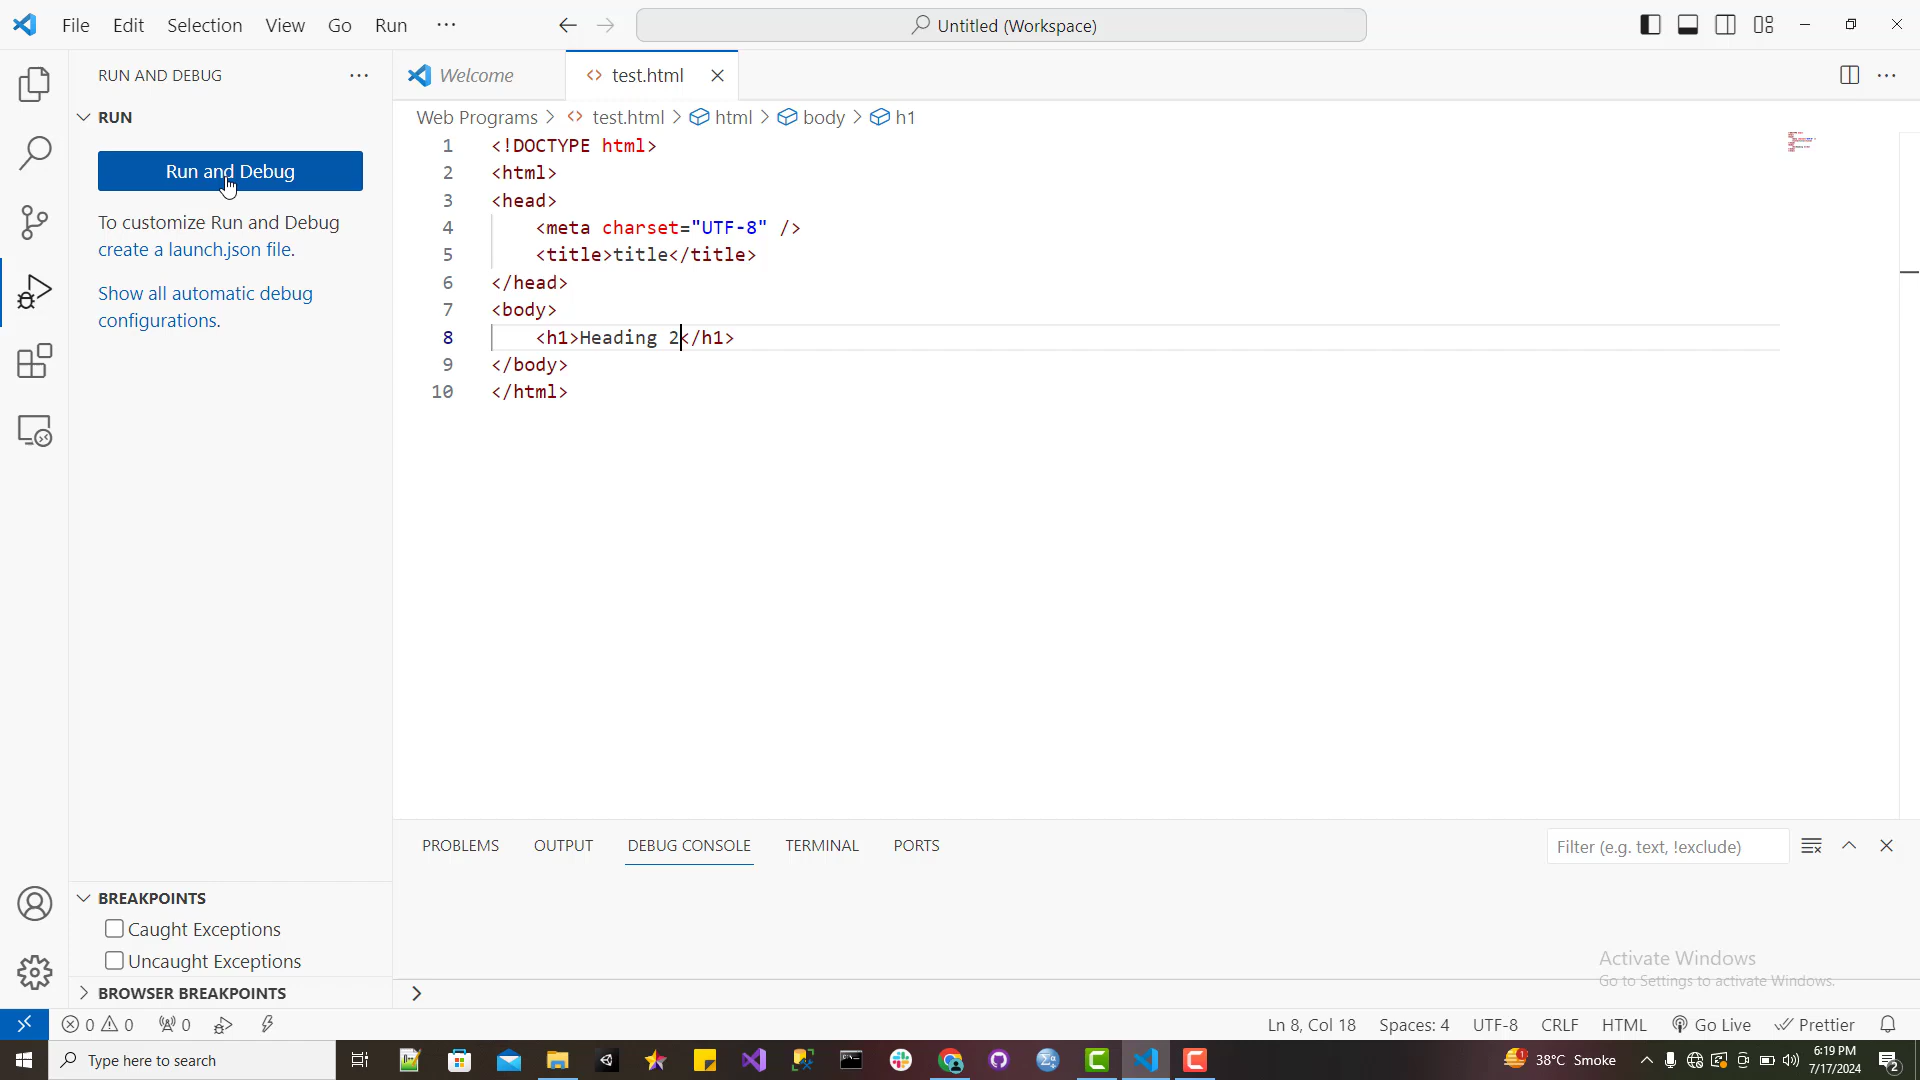 File Edit Selection View Go Run ··· Untitled (Workspace)
RUN AND DEBUG ···
Welcome test.html ···
RUN
Web Programs > test.html > html > body > h1
Run and Debug
To customize Run and Debug
create a launch.json file.
Show all automatic debug
configurations.
1 <!DOCTYPE html>
2 <html>
3 <head>
4 <meta charset="UTF-8" />
5 <title>title</title>
6 </head>
7 <body>
8 <h1>Heading 2</h1>
9 </body>
10 </html>
PROBLEMS OUTPUT DEBUG CONSOLE TERMINAL PORTS Filter (e.g. text, !exclude)
BREAKPOINTS
Caught Exceptions
Uncaught Exceptions
BROWSER BREAKPOINTS
>
Activate Windows
Go to Settings to activate Windows.
0 0 0 Ln 8, Col 18 Spaces: 4 UTF-8 CRLF HTML Go Live Prettier
Type here to search 1 38°C Smoke 6:19 PM
7/17/2024 2